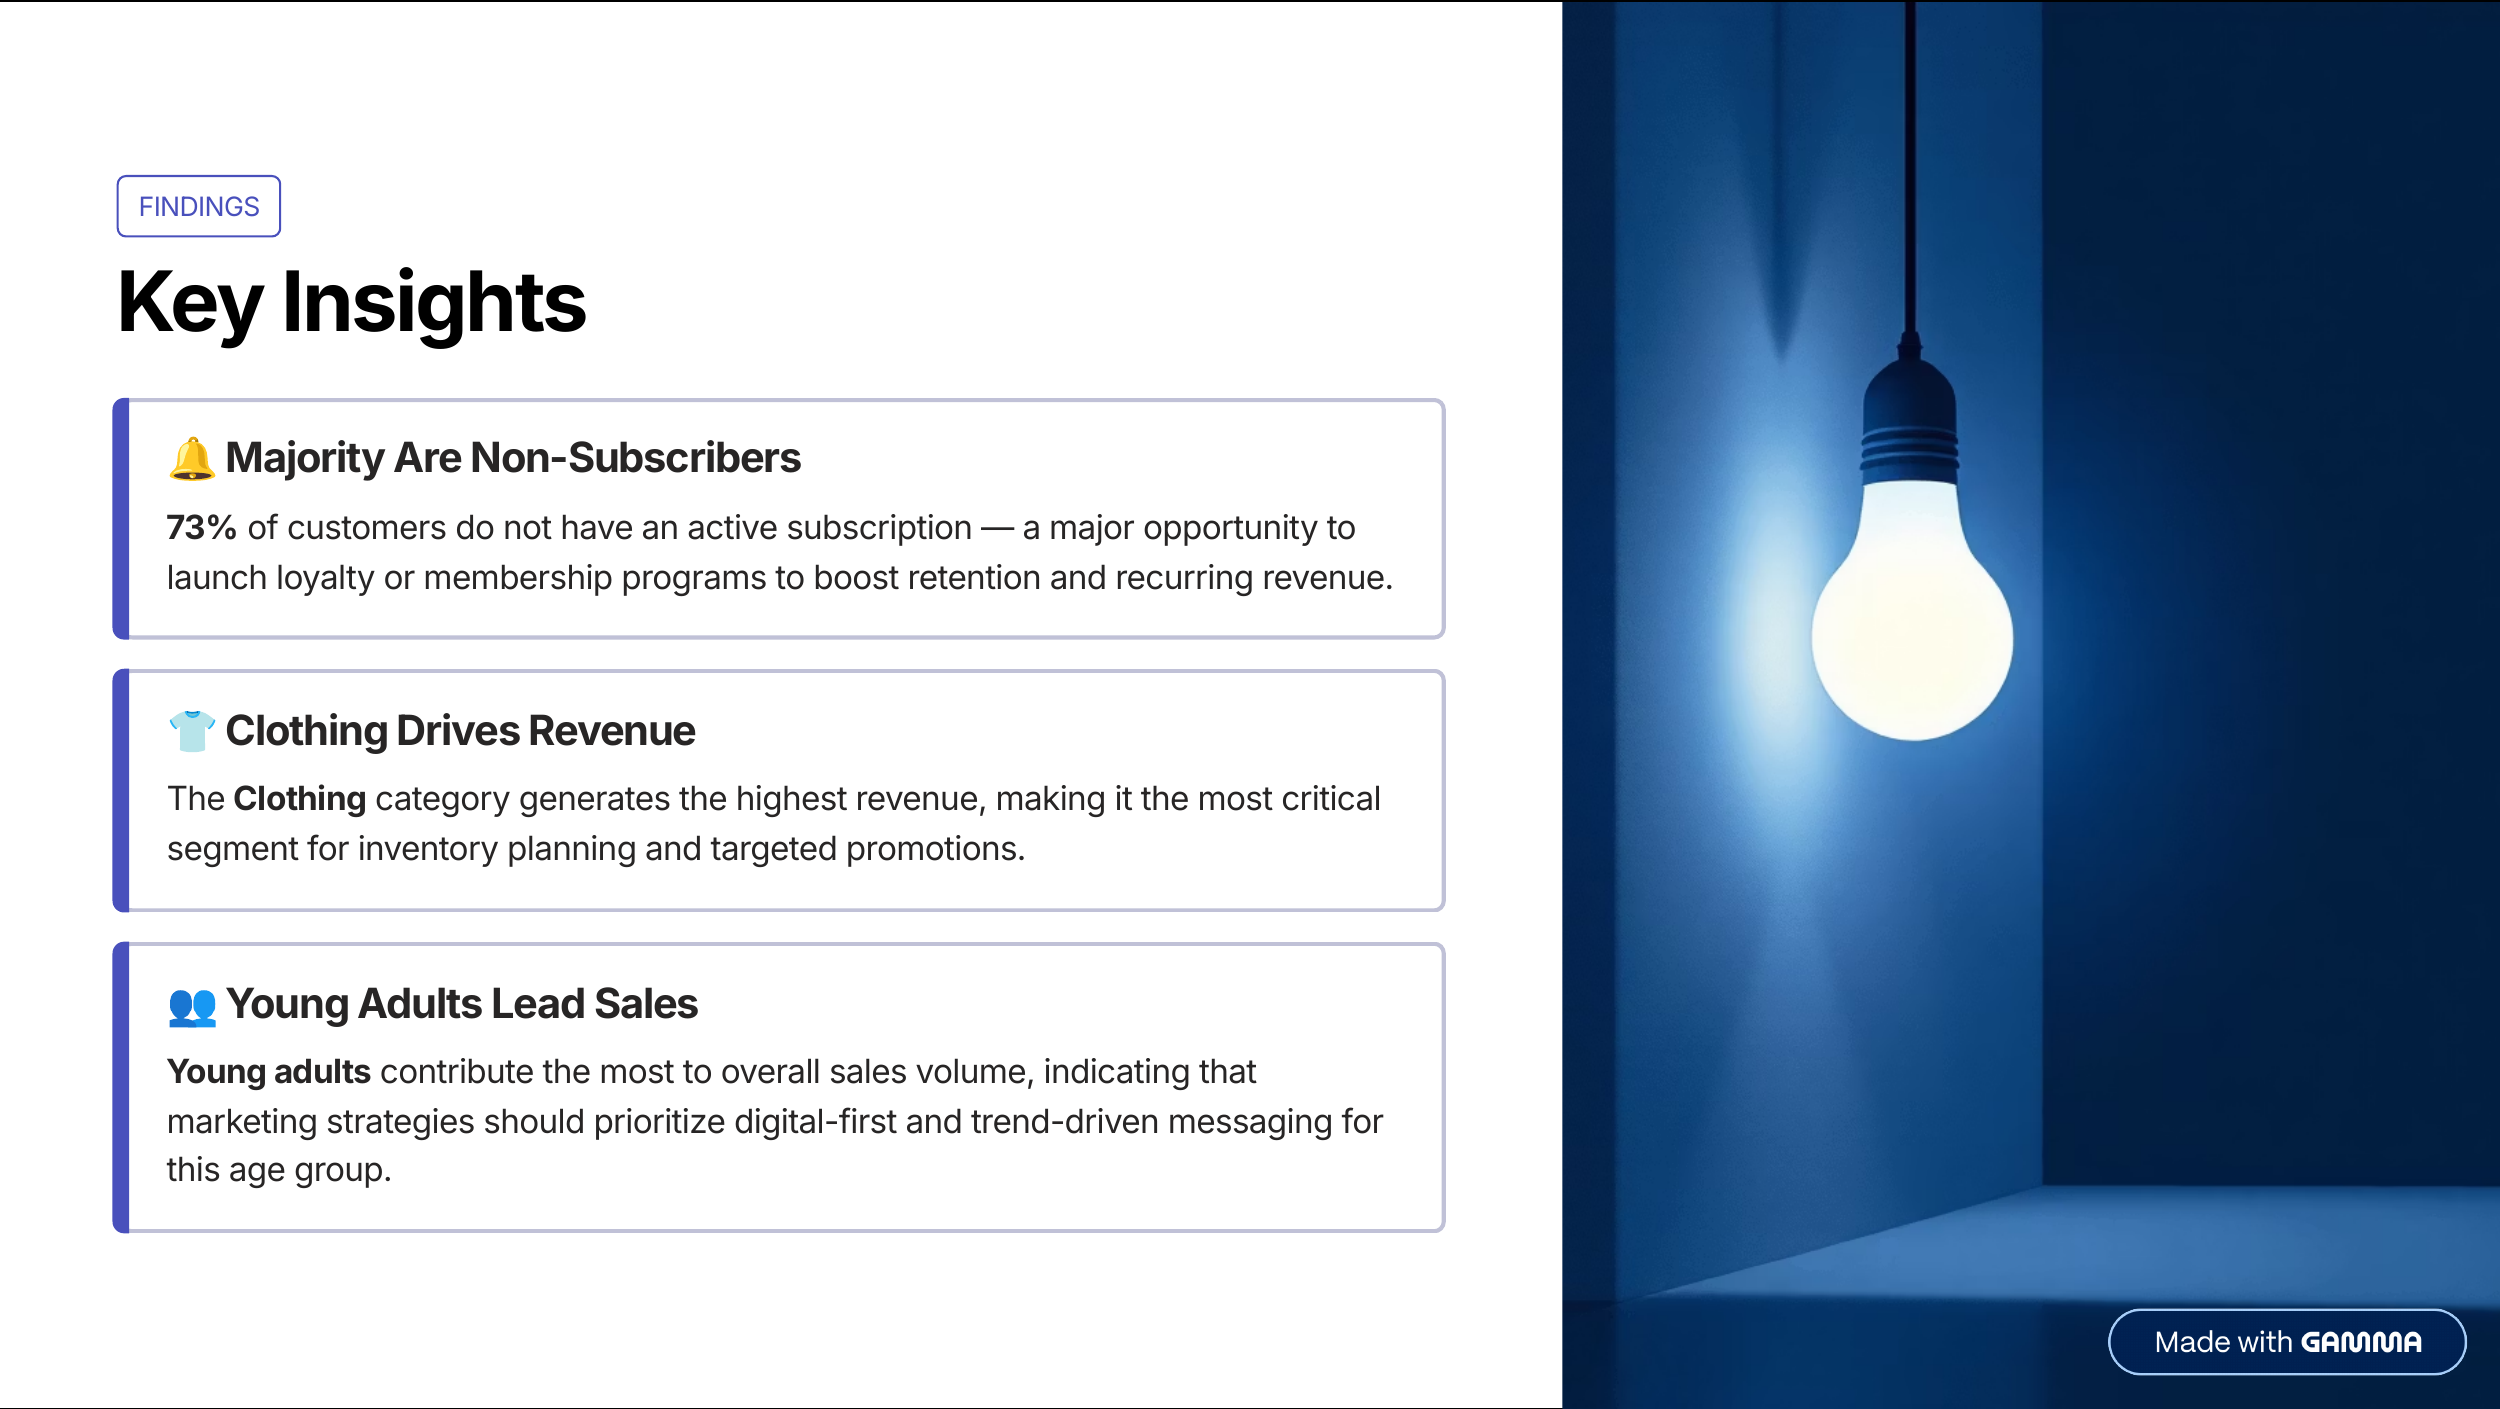 FINDINGS
Key Insights
🔔 Majority Are Non-Subscribers
73% of customers do not have an active subscription — a major opportunity to
launch loyalty or membership programs to boost retention and recurring revenue.
👕 Clothing Drives Revenue
The Clothing category generates the highest revenue, making it the most critical
segment for inventory planning and targeted promotions.
👥 Young Adults Lead Sales
Young adults contribute the most to overall sales volume, indicating that
marketing strategies should prioritize digital-first and trend-driven messaging for
this age group.
Made with GAMMA